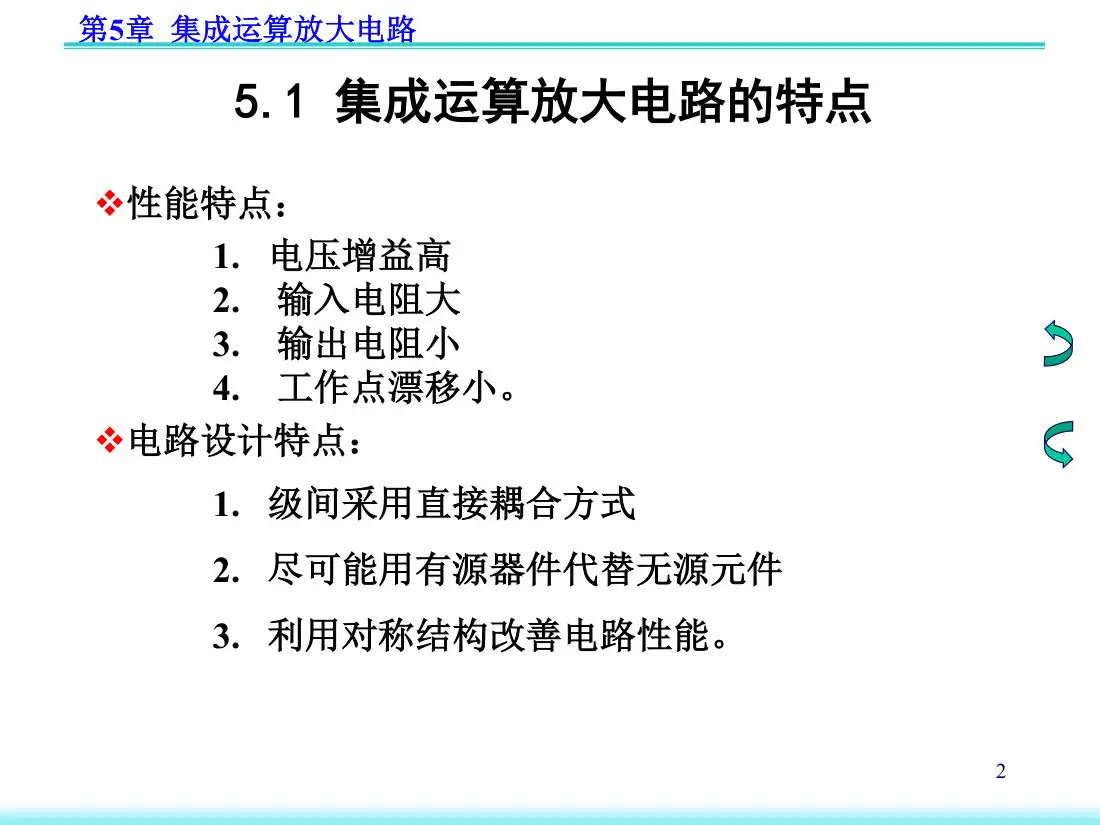 第5章 集成运算放大电路
5.1 集成运算放大电路的特点
❖性能特点：
1. 电压增益高
2. 输入电阻大
3. 输出电阻小
4. 工作点漂移小。
❖电路设计特点：
1. 级间采用直接耦合方式
2. 尽可能用有源器件代替无源元件
3. 利用对称结构改善电路性能。
2